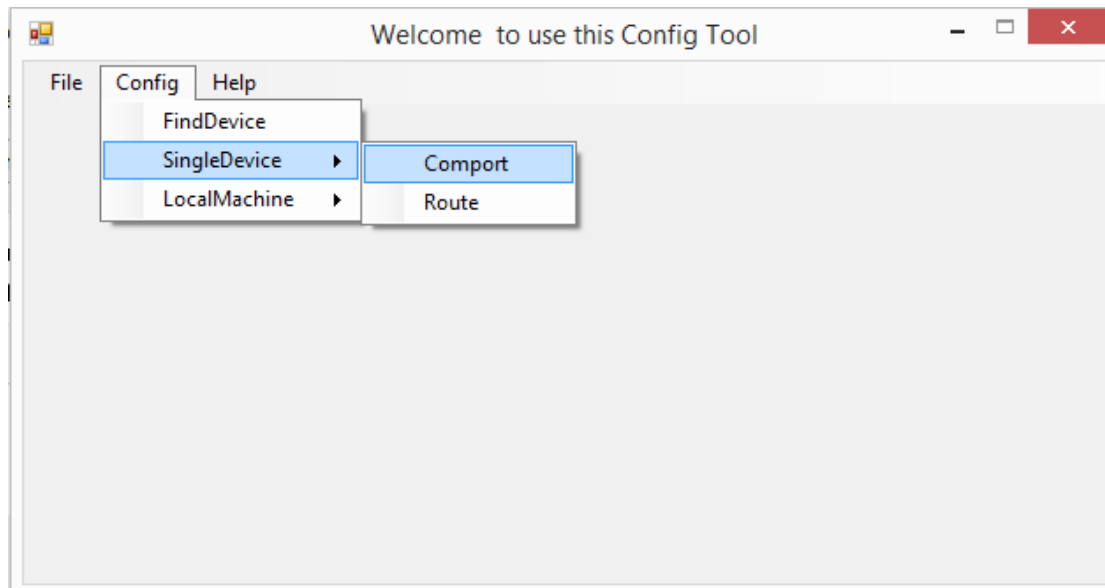 Welcome  to use this Config Tool
File Config Help
FindDevice
SingleDevice
Comport
LocalMachine
Route